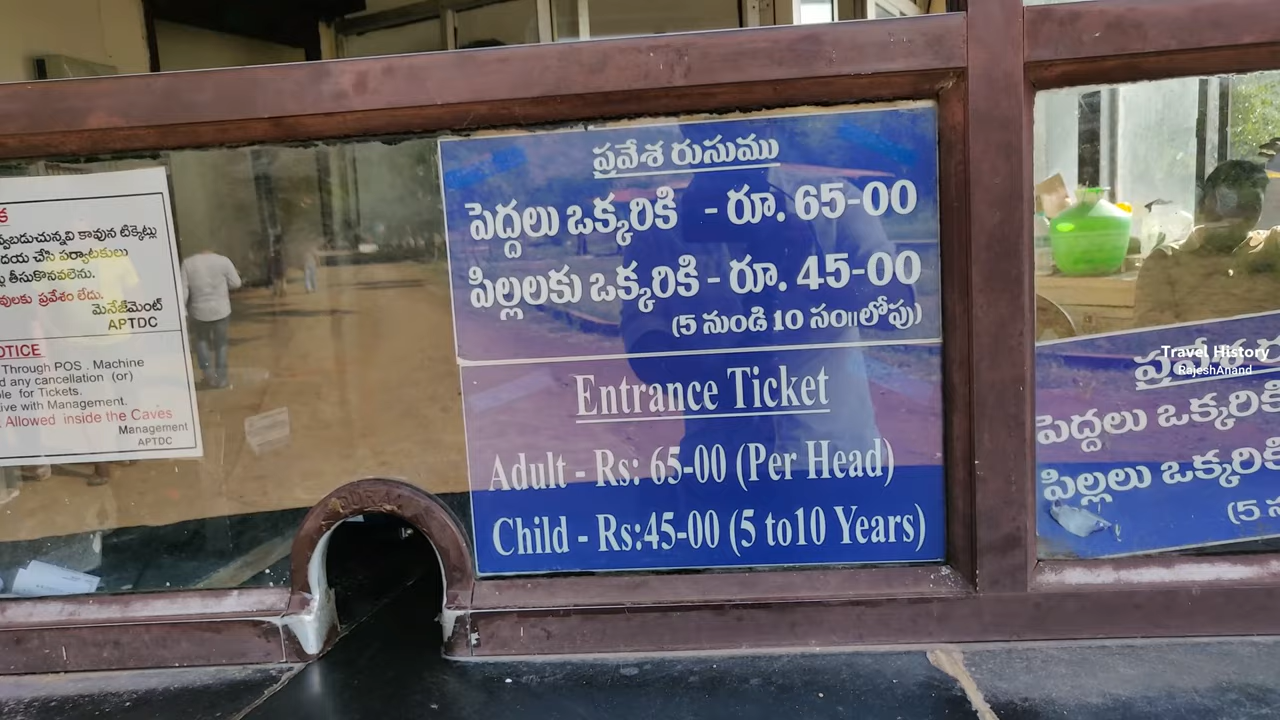 క
వ్వబడుచున్నవి కావున టిక్కెట్లు
దయ చేసి పర్యాటకులు
తీసుకొనవలెను.
వులకు ప్రవేశం లేదు.
మేనేజ్‌మెంట్
APTDC
OTICE
Through POS . Machine
d any cancellation (or)
le for Tickets.
ive with Management.
Allowed inside the Caves
Management
APTDC
ప్రవేశ రుసుము
పెద్దలు ఒక్కరికి - రూ. 65-00
పిల్లలకు ఒక్కరికి - రూ. 45-00
(5 నుండి 10 సం॥లోపు)
Entrance Ticket
Adult - Rs: 65-00 (Per Head)
Child - Rs:45-00 (5 to10 Years)
Travel History
RajeshAnand
ప్రవేశ
పెద్దలు ఒక్కరికి
పిల్లలు ఒక్కరికి
(5